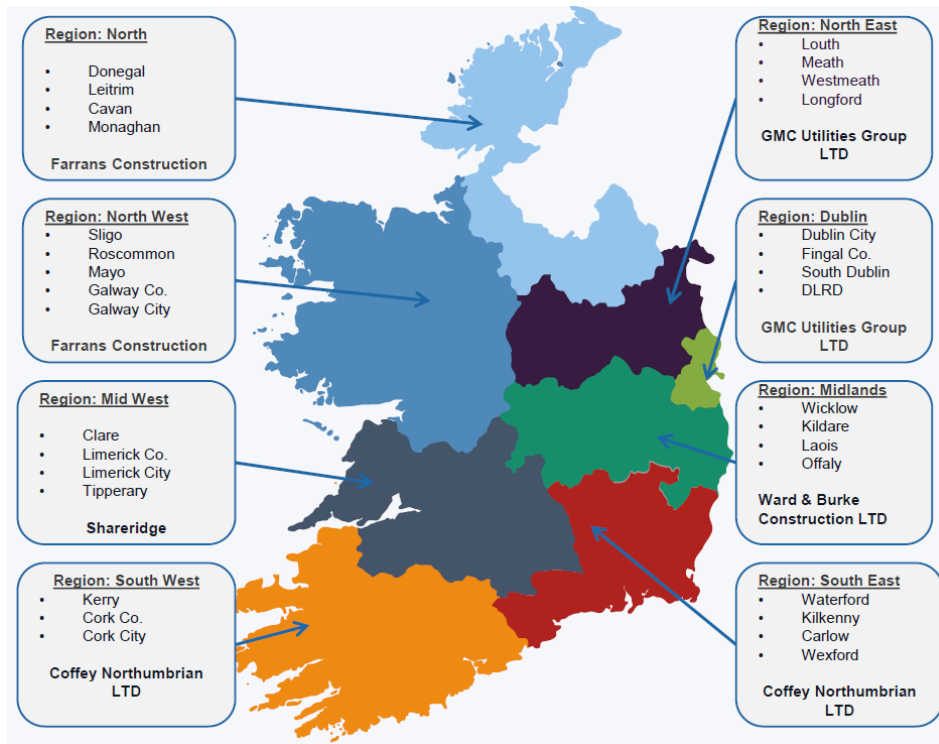 Region: North
• Donegal
• Leitrim
• Cavan
• Monaghan
Farrans Construction
Region: North West
• Sligo
• Roscommon
• Mayo
• Galway Co.
• Galway City
Farrans Construction
Region: Mid West
• Clare
• Limerick Co.
• Limerick City
• Tipperary
Shareridge
Region: South West
• Kerry
• Cork Co.
• Cork City
Coffey Northumbrian
LTD
Region: North East
• Louth
• Meath
• Westmeath
• Longford
GMC Utilities Group
LTD
Region: Dublin
• Dublin City
• Fingal Co.
• South Dublin
• DLRD
GMC Utilities Group
LTD
Region: Midlands
• Wicklow
• Kildare
• Laois
• Offaly
Ward & Burke
Construction LTD
Region: South East
• Waterford
• Kilkenny
• Carlow
• Wexford
Coffey Northumbrian
LTD